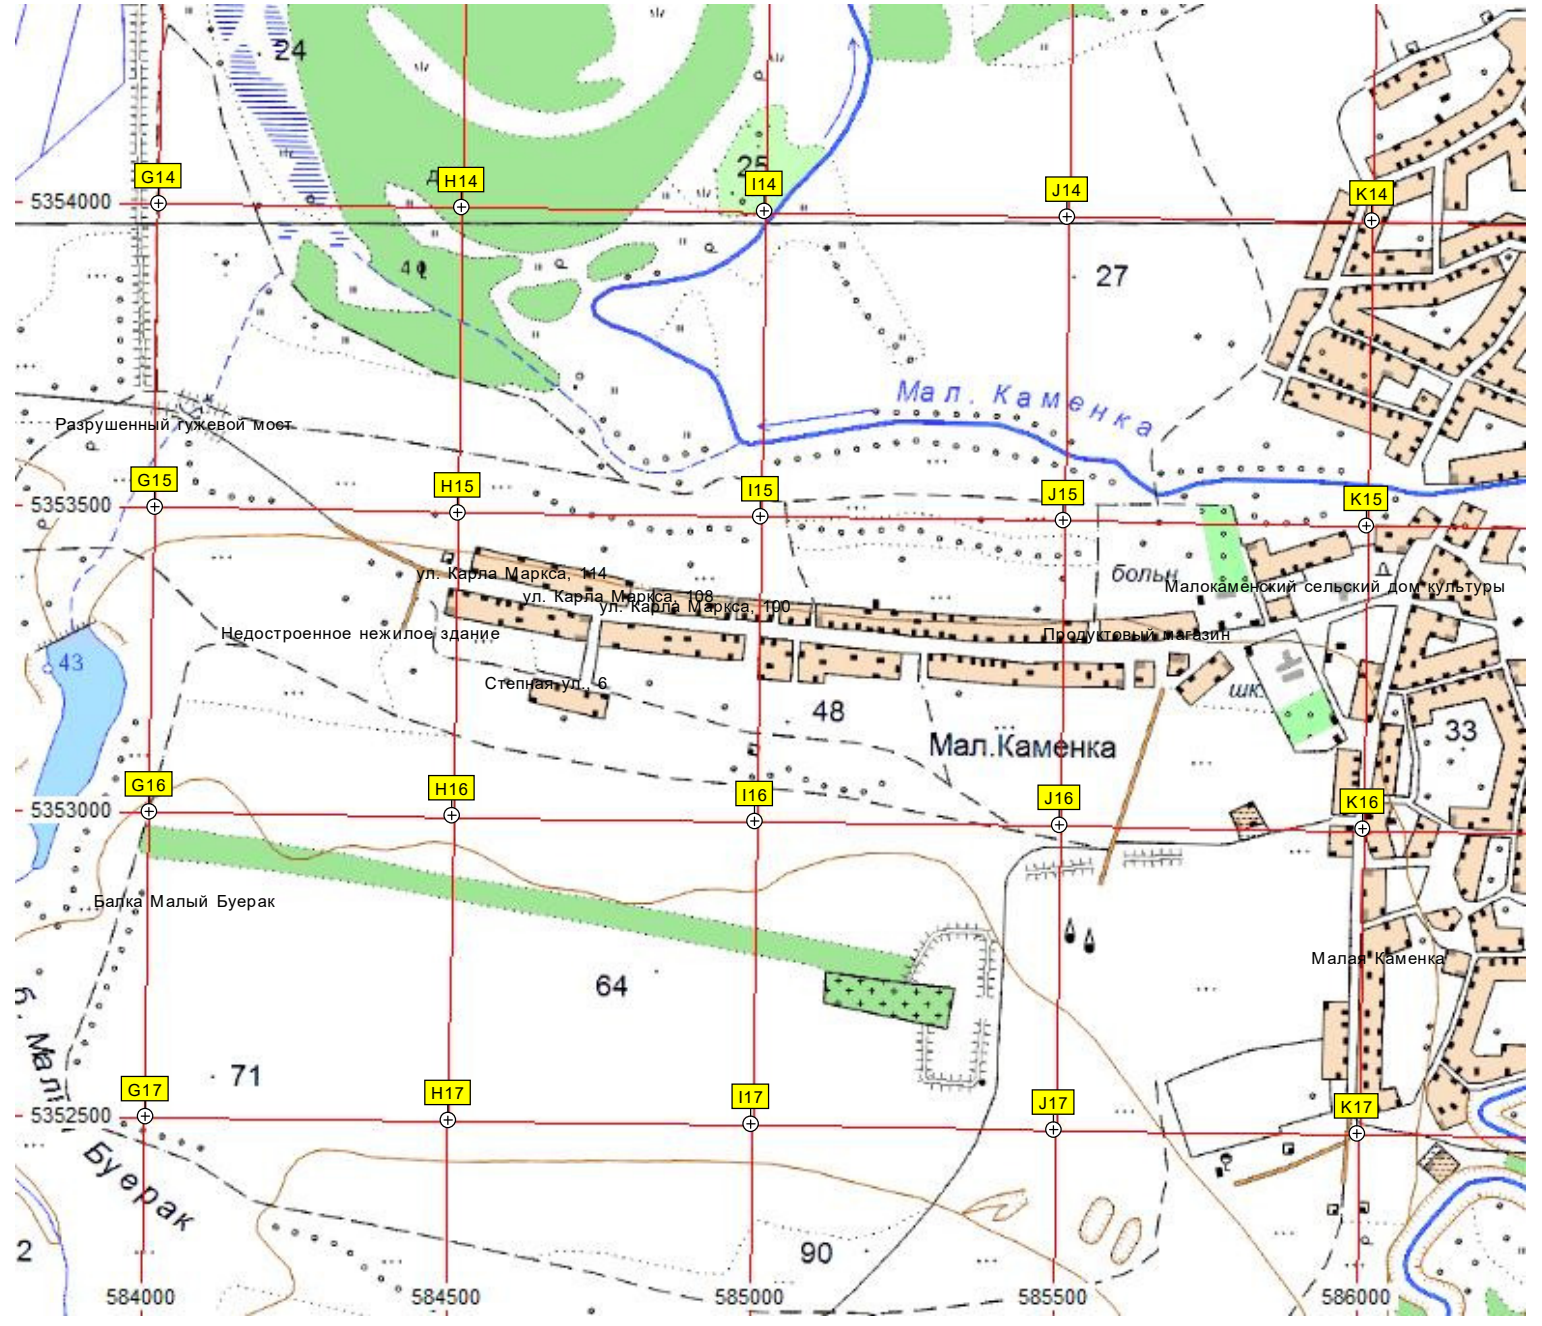 24
25
G14
H14
I14
J14
K14
5354000
27
Мал. Каменка
Разрушенный гужевой мост
G15
H15
I15
J15
K15
5353500
больн.
ул. Карла Маркса, 114
Малокаменский сельский дом культуры
ул. Карла Маркса, 108
ул. Карла Маркса, 100
Недостроенное нежилое здание
Продуктовый магазин
43
Степная ул., 6
шк.
48
33
Мал.Каменка
G16
H16
I16
J16
K16
5353000
Балка Малый Буерак
Малая Каменка
64
71
G17
H17
I17
J17
K17
5352500
Буерак
2
90
584000
584500
585000
585500
586000